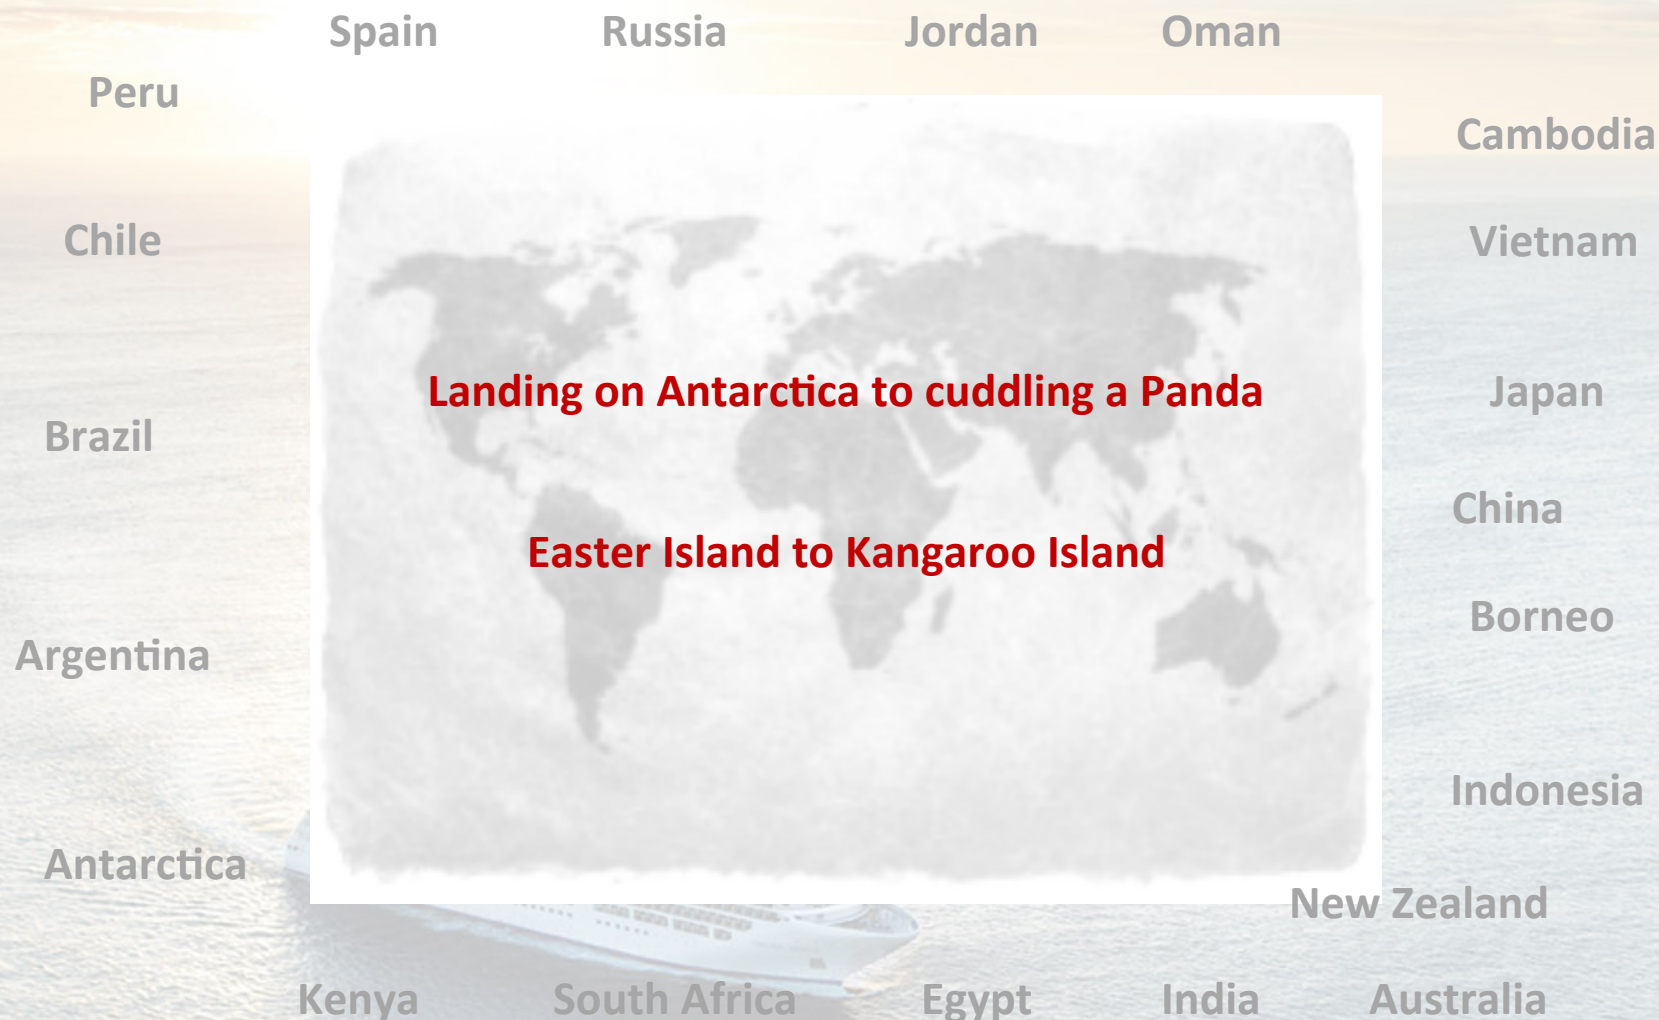 Spain Russia Jordan Oman
Peru
Cambodia
Chile
Vietnam
Landing on Antarctica to cuddling a Panda
Japan
Brazil
China
Easter Island to Kangaroo Island
Borneo
Argentina
Indonesia
Antarctica
New Zealand
Kenya South Africa Egypt India Australia